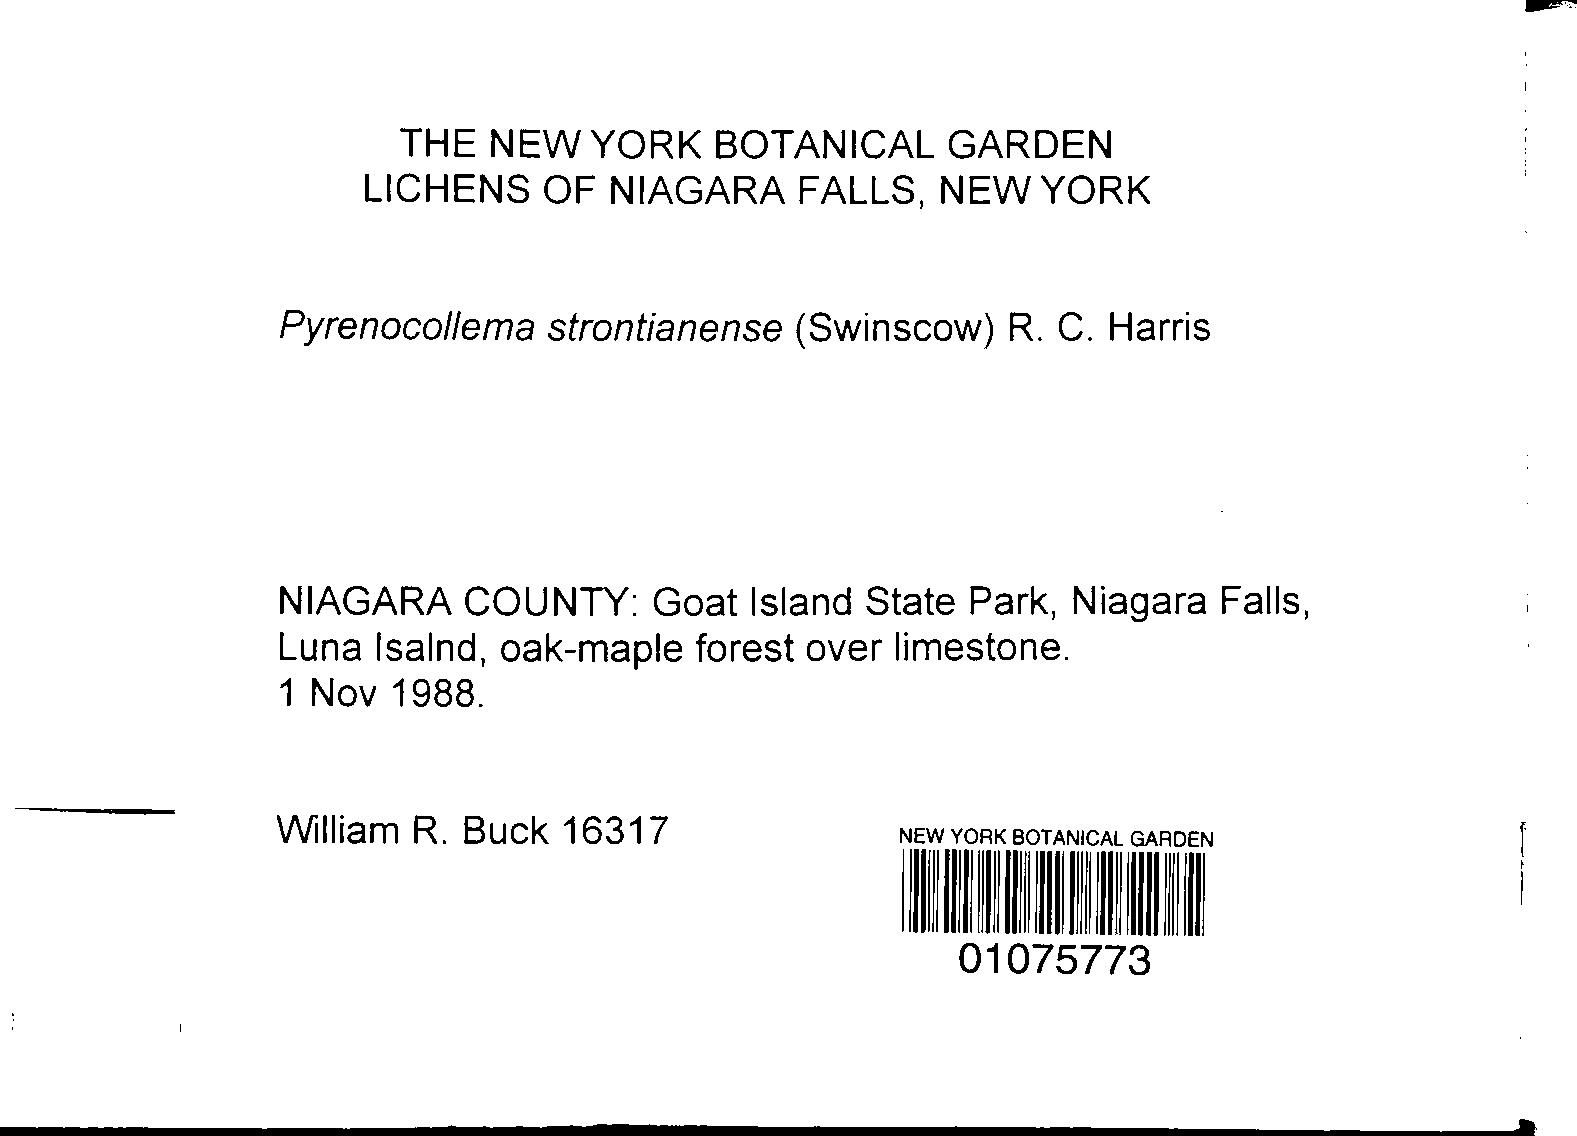 THE NEW YORK BOTANICAL GARDEN
LICHENS OF NIAGARA FALLS, NEW YORK
Pyrenocollema strontianense (Swinscow) R. C. Harris
NIAGARA COUNTY: Goat Island State Park, Niagara Falls,
Luna Isalnd, oak-maple forest over limestone.
1 Nov 1988.
William R. Buck 16317
NEW YORK BOTANICAL GARDEN
01075773